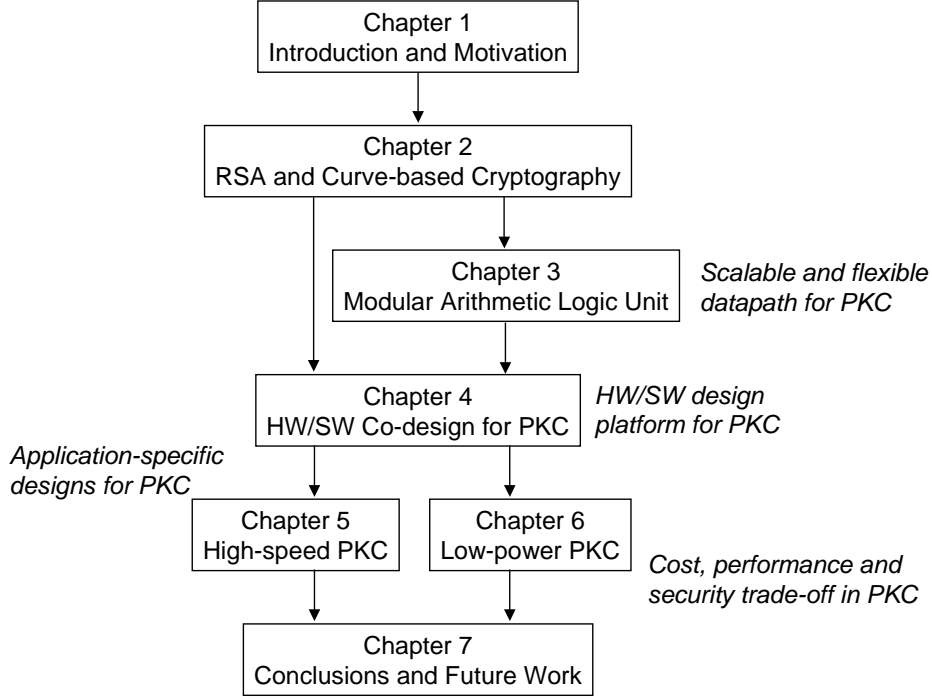 Chapter 1
Introduction and Motivation
Chapter 2
RSA and Curve-based Cryptography
Chapter 3
Modular Arithmetic Logic Unit
Scalable and flexible
datapath for PKC
Chapter 4
HW/SW Co-design for PKC
HW/SW design
platform for PKC
Application-specific
designs for PKC
Chapter 5
High-speed PKC
Chapter 6
Low-power PKC
Cost, performance and
security trade-off in PKC
Chapter 7
Conclusions and Future Work